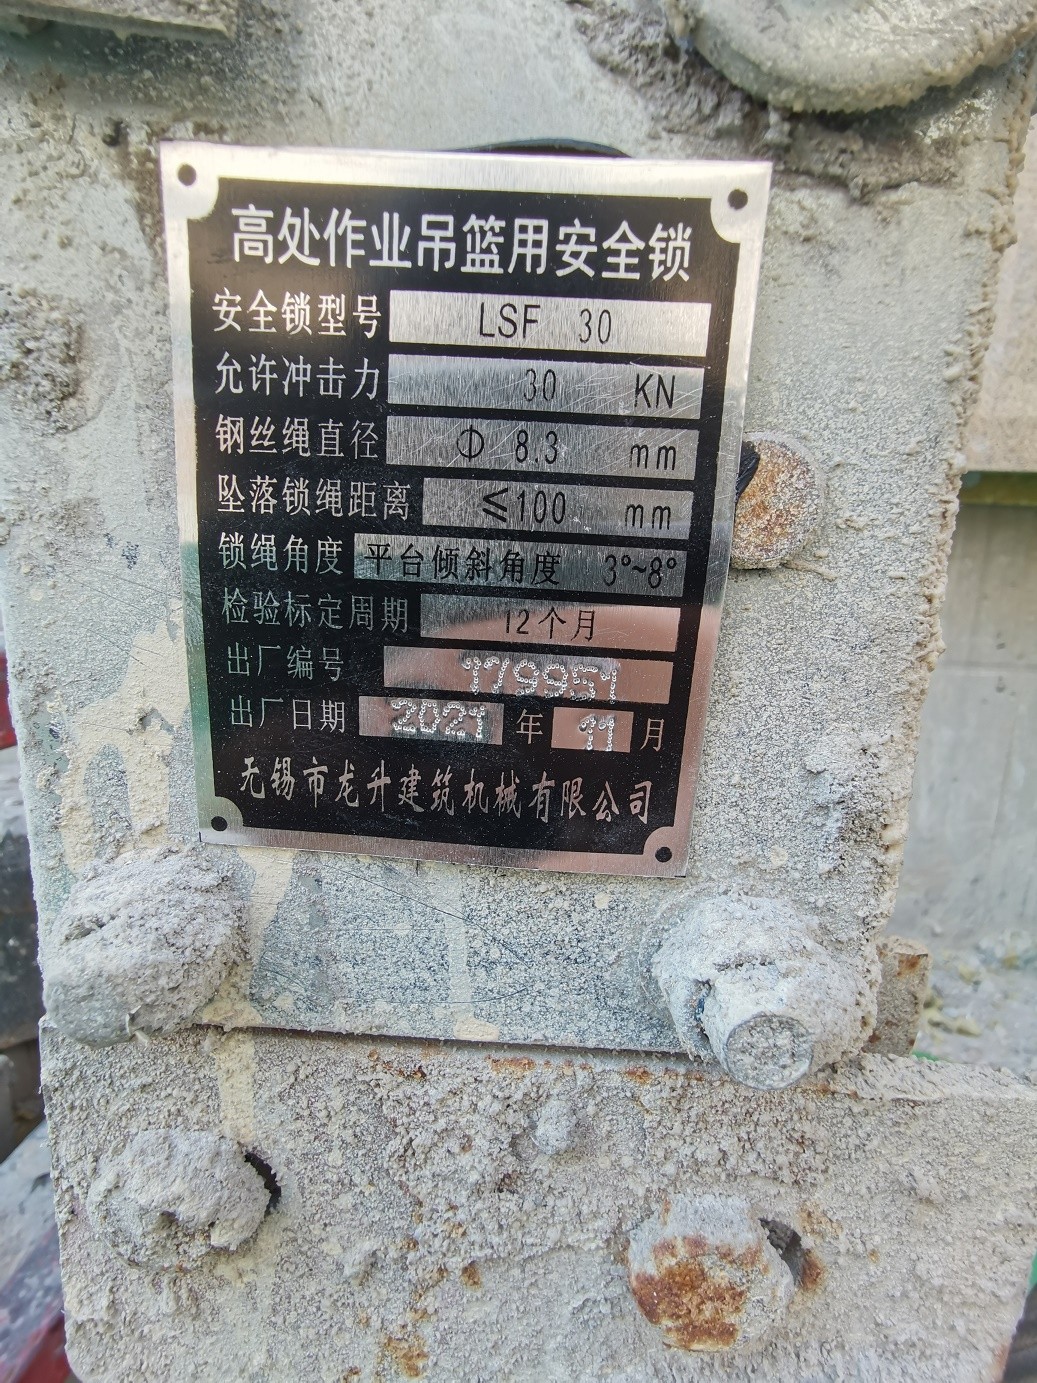 高处作业吊篮用安全锁
安全锁型号 LSF 30
允许冲击力 30 KN
钢丝绳直径 Φ 8.3 mm
坠落锁绳距离 ≤100 mm
锁绳角度 平台倾斜角度 3°~8°
检验标定周期 12个月
出厂编号 179951
出厂日期 2021 年 11 月
无锡市龙升建筑机械有限公司